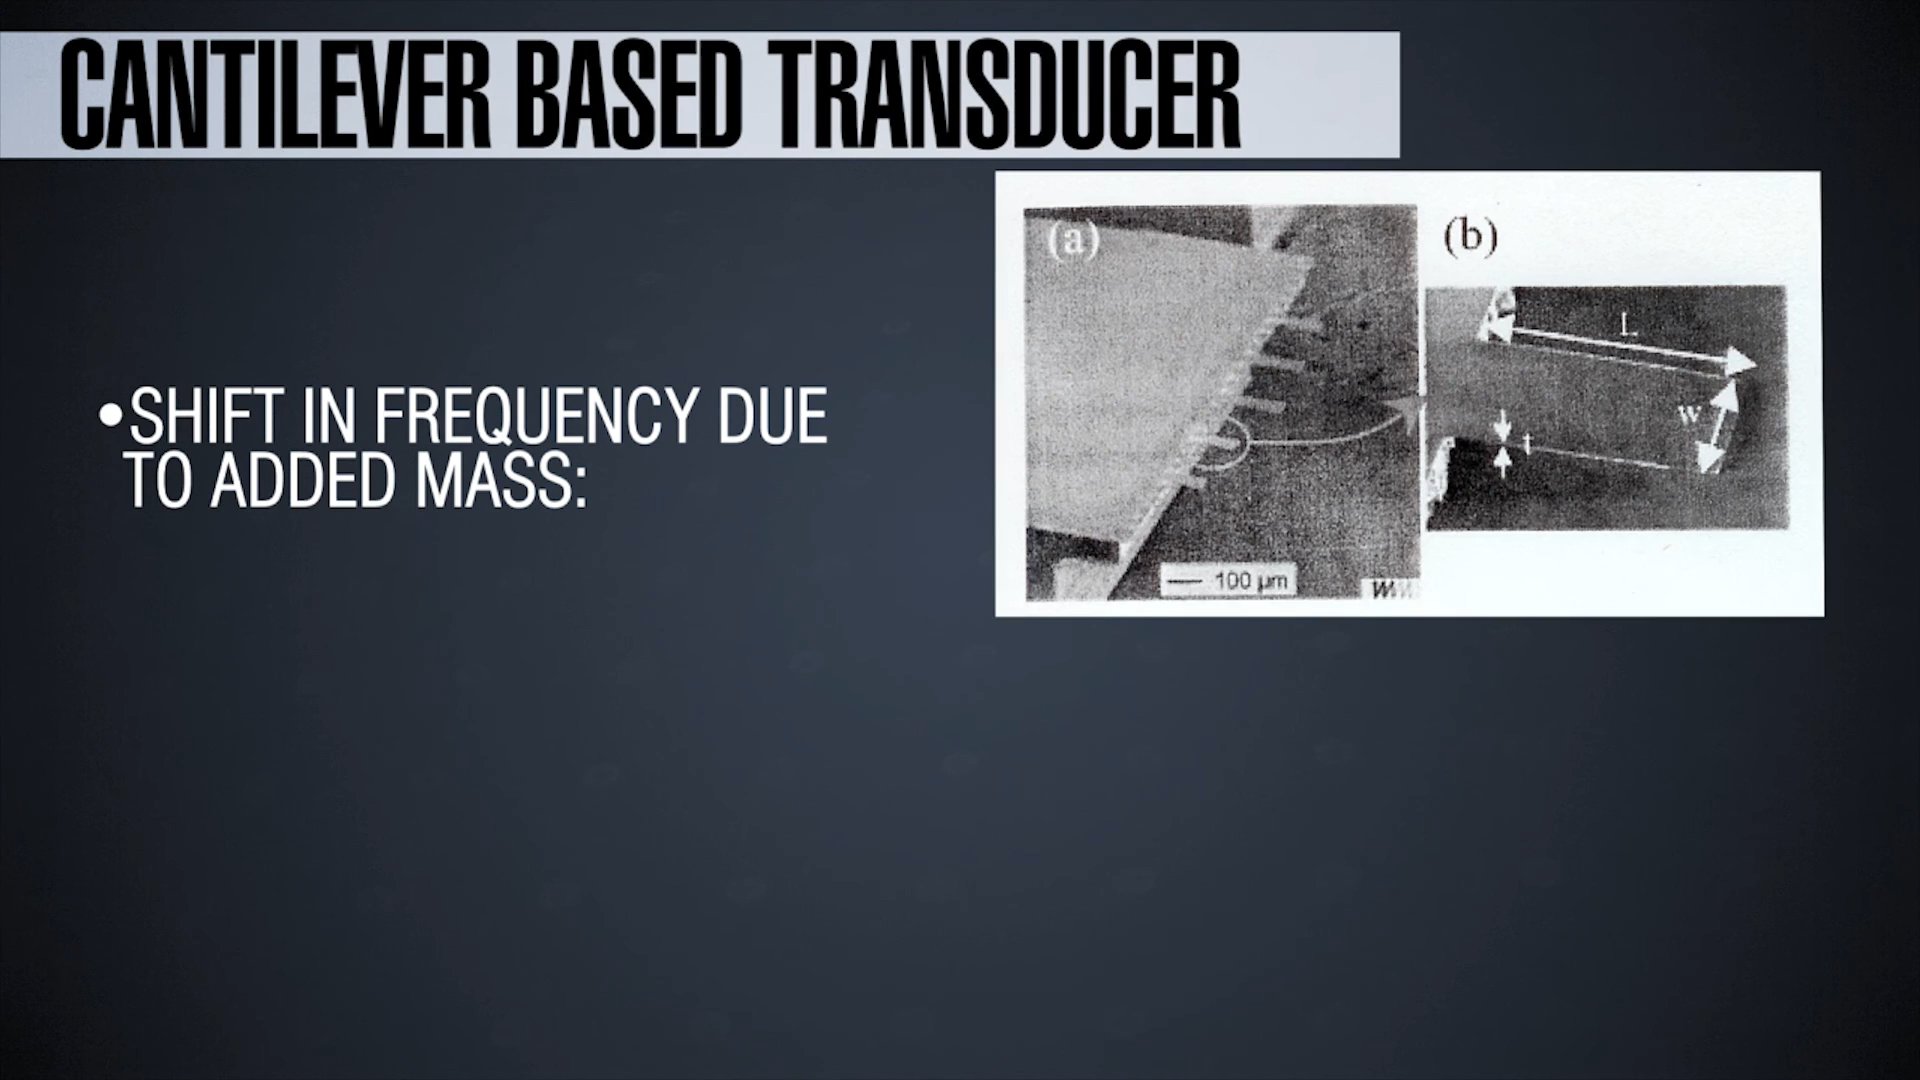 CANTILEVER BASED TRANSDUCER
(a)
(b)
L
W
t
•SHIFT IN FREQUENCY DUE
TO ADDED MASS:
100 µm